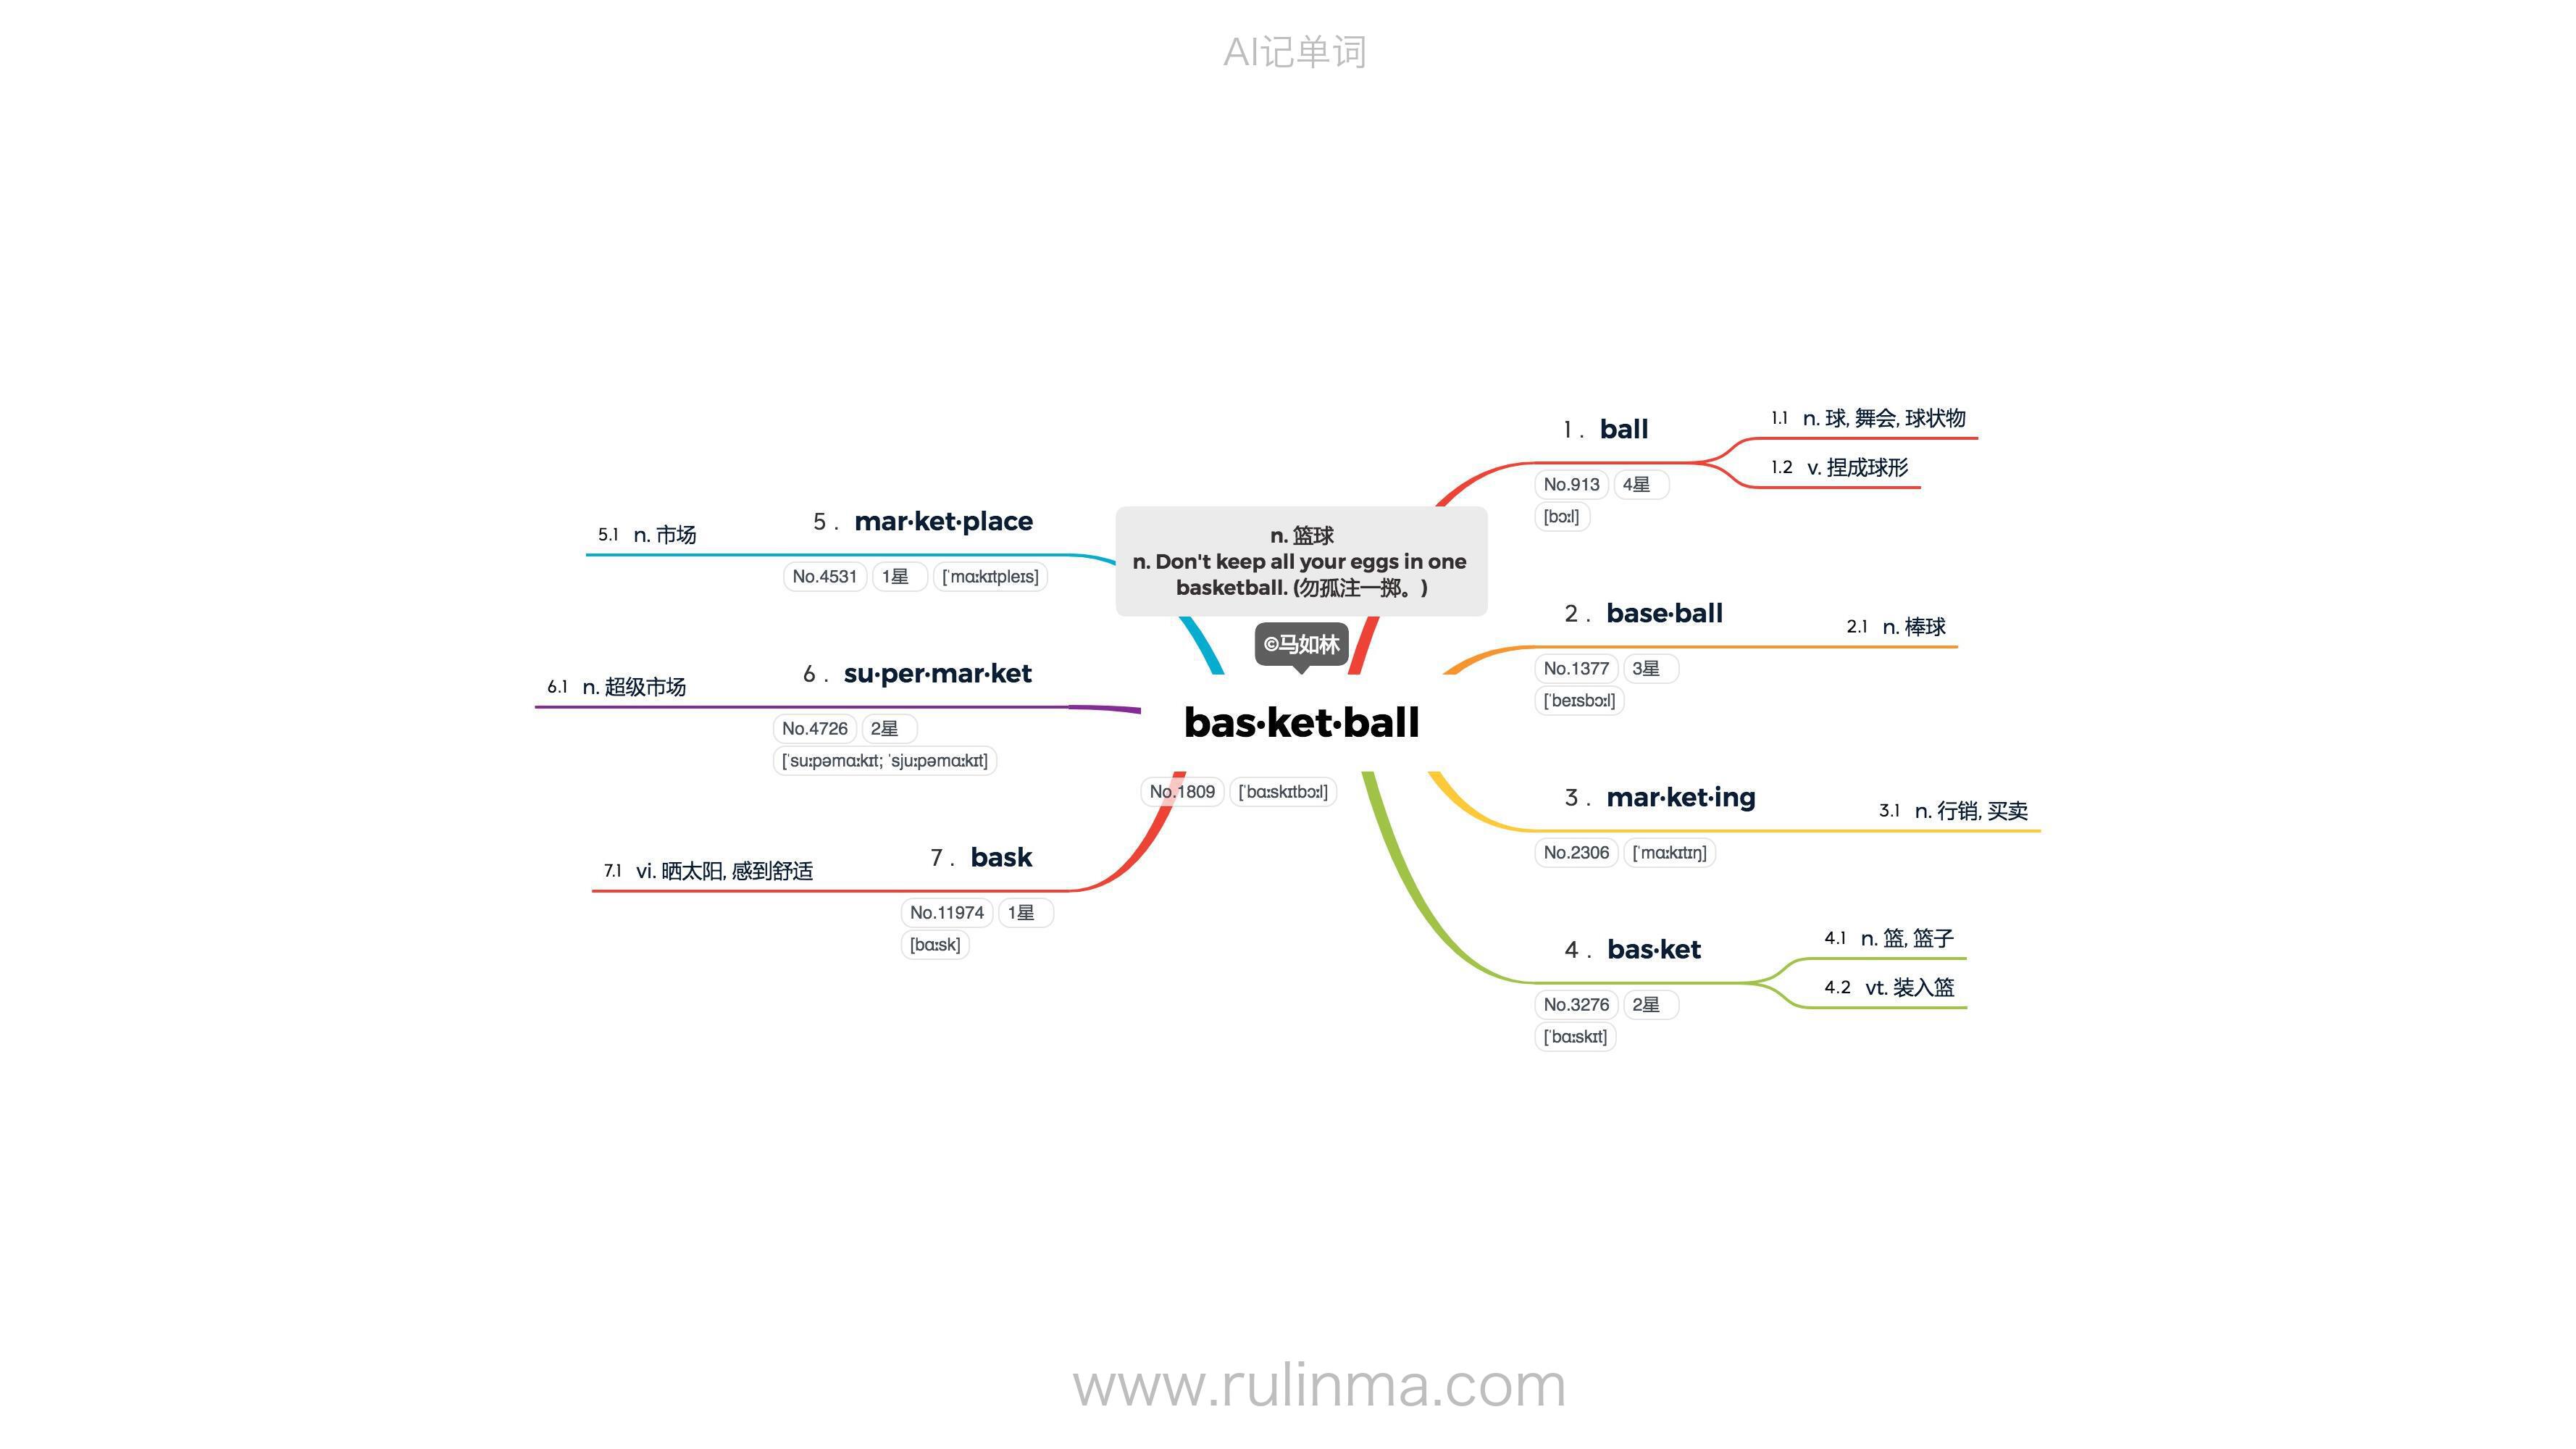 AI记单词
n. 篮球
n. Don't keep all your eggs in one
basketball. (勿孤注一掷。)
©马如林
bas·ket·ball
No.1809 [ˈbɑːskɪtbɔːl]
1 . ball
No.913 4星
[bɔːl]
1.1 n. 球, 舞会, 球状物
1.2 v. 捏成球形
2 . base·ball
No.1377 3星
[ˈbeɪsbɔːl]
2.1 n. 棒球
3 . mar·ket·ing
No.2306 [ˈmɑːkɪtɪŋ]
3.1 n. 行销, 买卖
4 . bas·ket
No.3276 2星
[ˈbɑːskɪt]
4.1 n. 篮, 篮子
4.2 vt. 装入篮
5 . mar·ket·place
No.4531 1星 [ˈmɑːkɪtpleɪs]
5.1 n. 市场
6 . su·per·mar·ket
No.4726 2星
[ˈsuːpəmɑːkɪt; ˈsjuːpəmɑːkɪt]
6.1 n. 超级市场
7 . bask
No.11974 1星
[bɑːsk]
7.1 vi. 晒太阳, 感到舒适
www.rulinma.com